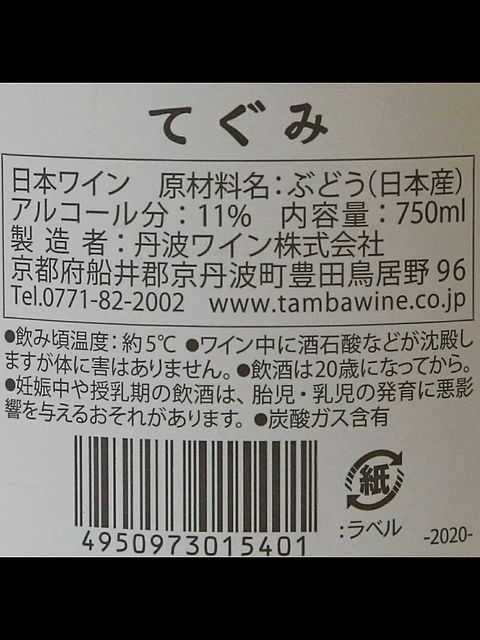 てぐみ
日本ワイン 原材料名：ぶどう（日本産）
アルコール分：11% 内容量：750ml
製造者：丹波ワイン株式会社
京都府船井郡京丹波町豊田鳥居野 96
Tel.0771-82-2002 www.tambawine.co.jp
●飲み頃温度：約5℃ ●ワイン中に酒石酸などが沈殿し
ますが体に害はありません。●飲酒は20歳になってから。
●妊娠中や授乳期の飲酒は、胎児・乳児の発育に悪影
響を与えるおそれがあります。●炭酸ガス含有
紙
：ラベル
-2020-
4950973015401